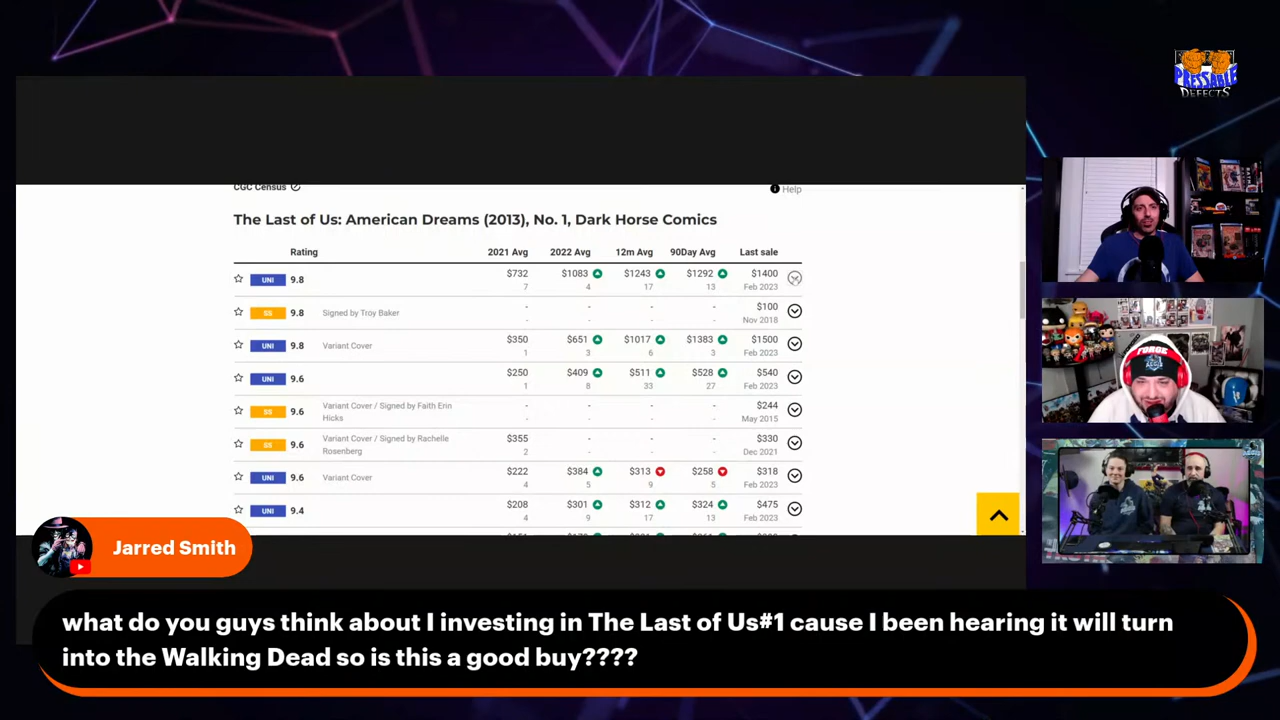 PRESSABLE
DEFECTS
CGC Census
Help
The Last of Us: American Dreams (2013), No. 1, Dark Horse Comics
Rating 2021 Avg 2022 Avg 12m Avg 90Day Avg Last sale
UNI 9.8 $732 $1083 $1243 $1292 $1400
7 4 17 13 Feb 2023
SS 9.8 Signed by Troy Baker - - - - $100
- - - - Nov 2018
UNI 9.8 Variant Cover $350 $651 $1017 $1383 $1500
1 3 6 3 Feb 2023
UNI 9.6 $250 $409 $511 $528 $540
1 8 33 27 Feb 2023
SS 9.6 Variant Cover / Signed by Faith Erin - - - - $244
Hicks - - - - May 2015
SS 9.6 Variant Cover / Signed by Rachelle $355 - - - $330
Rosenberg 2 - - - Dec 2021
UNI 9.6 Variant Cover $222 $384 $313 $258 $318
4 5 9 5 Feb 2023
UNI 9.4 $208 $301 $312 $324 $475
4 9 17 13 Feb 2023
FORGE
Jarred Smith
what do you guys think about I investing in The Last of Us#1 cause I been hearing it will turn
into the Walking Dead so is this a good buy????